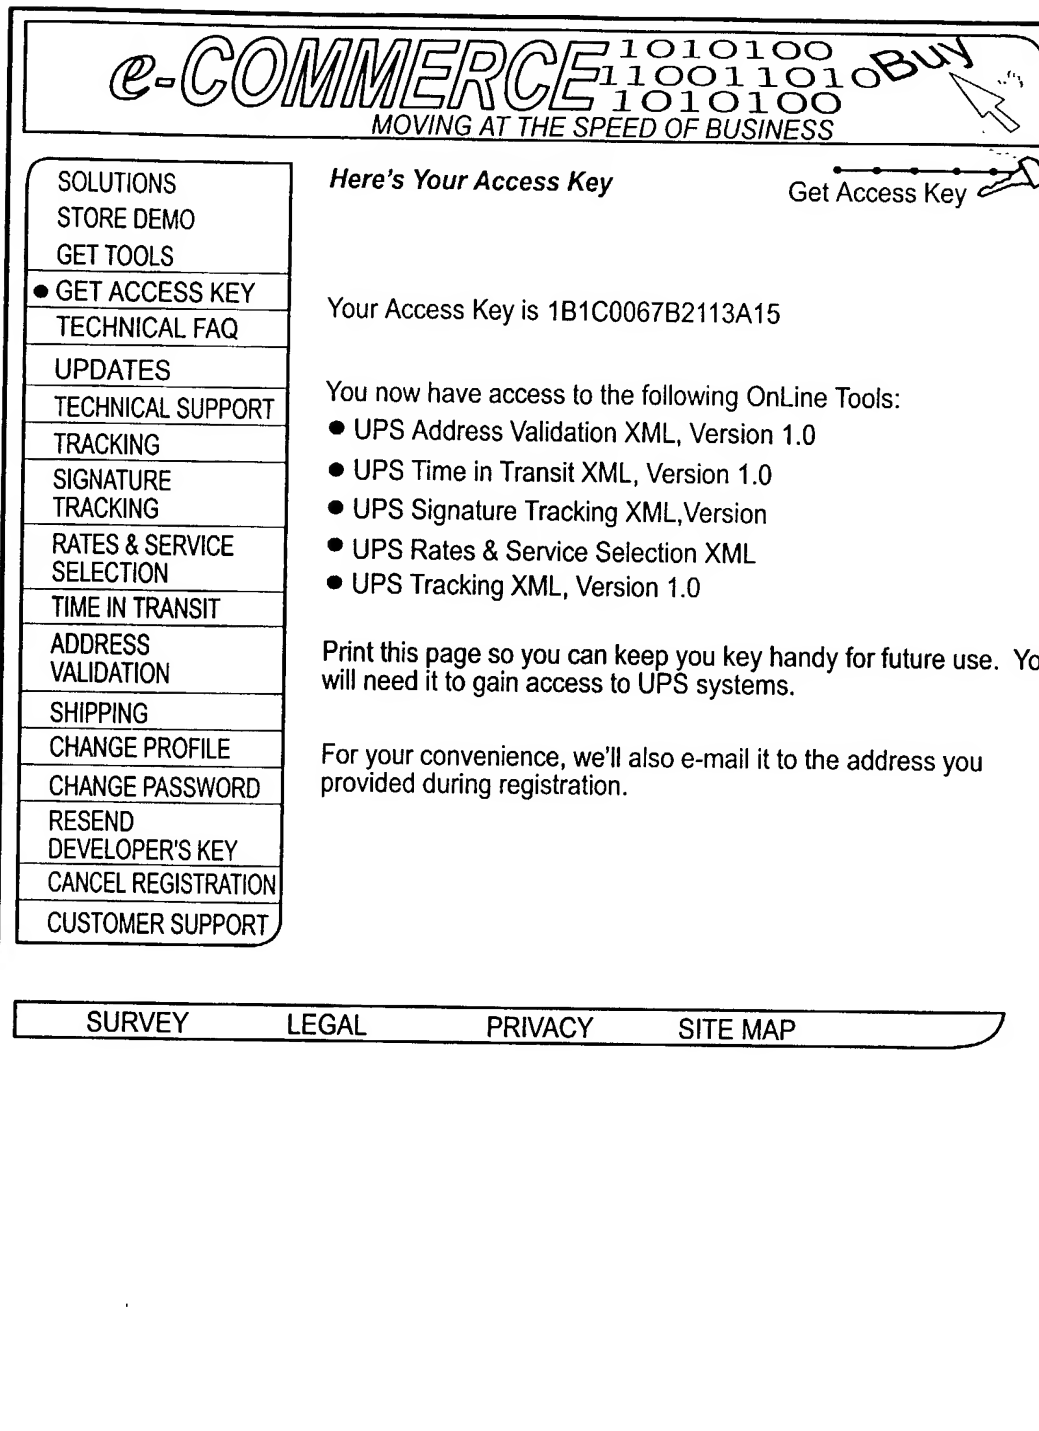 e-COMMERCE
1010100
110011010
1010100
Buy
MOVING AT THE SPEED OF BUSINESS
SOLUTIONS
STORE DEMO
GET TOOLS
● GET ACCESS KEY
TECHNICAL FAQ
UPDATES
TECHNICAL SUPPORT
TRACKING
SIGNATURE
TRACKING
RATES & SERVICE
SELECTION
TIME IN TRANSIT
ADDRESS
VALIDATION
SHIPPING
CHANGE PROFILE
CHANGE PASSWORD
RESEND
DEVELOPER'S KEY
CANCEL REGISTRATION
CUSTOMER SUPPORT
Here's Your Access Key
Get Access Key
Your Access Key is 1B1C0067B2113A15
You now have access to the following OnLine Tools:
● UPS Address Validation XML, Version 1.0
● UPS Time in Transit XML, Version 1.0
● UPS Signature Tracking XML,Version
● UPS Rates & Service Selection XML
● UPS Tracking XML, Version 1.0
Print this page so you can keep you key handy for future use. Yo
will need it to gain access to UPS systems.
For your convenience, we'll also e-mail it to the address you
provided during registration.
SURVEY LEGAL PRIVACY SITE MAP